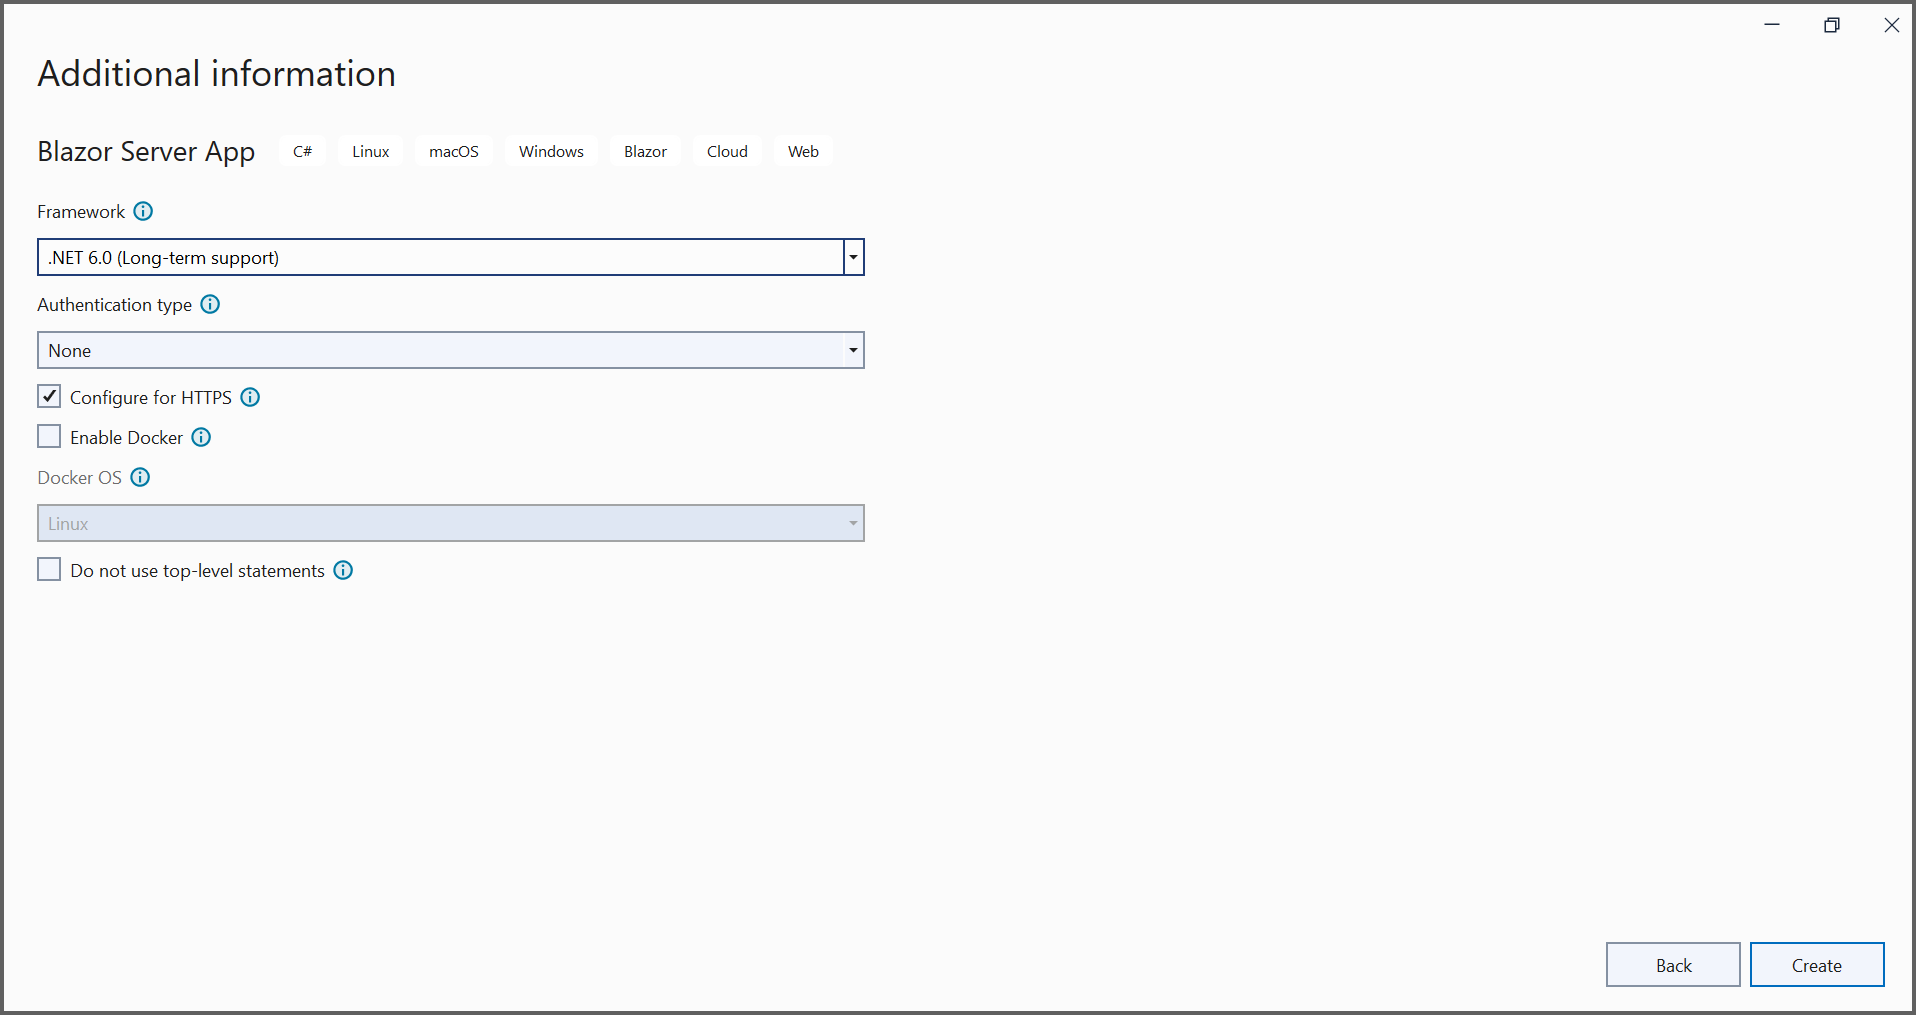 Additional information
Blazor Server App C# Linux macOS Windows Blazor Cloud Web
Framework
.NET 6.0 (Long-term support)
Authentication type
None
Configure for HTTPS
Enable Docker
Docker OS
Linux
Do not use top-level statements
Back Create